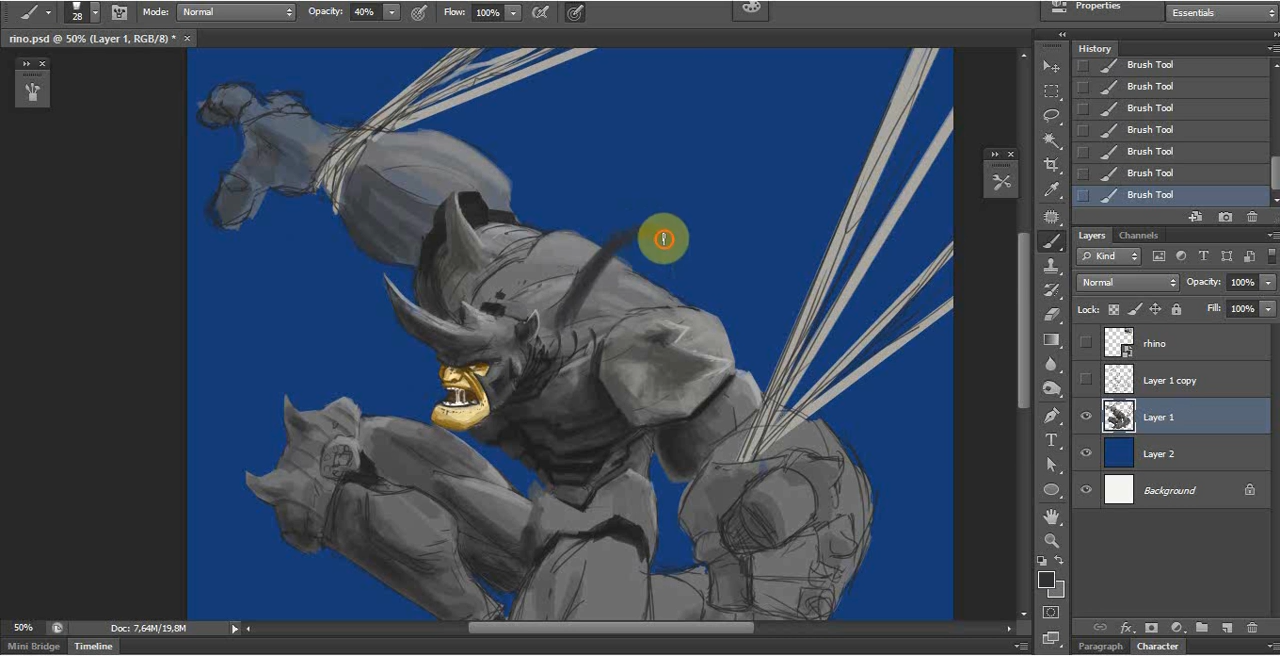 28 Mode: Normal Opacity: 40% Flow: 100% Properties Essentials
rino.psd @ 50% (Layer 1, RGB/8) *
History
Brush Tool
Brush Tool
Brush Tool
Brush Tool
Brush Tool
Brush Tool
Brush Tool
Layers Channels
Kind
Normal Opacity: 100%
Lock: Fill: 100%
rhino
Layer 1 copy
Layer 1
Layer 2
Background
50% Doc: 7,64M/19,8M
Mini Bridge Timeline Paragraph Character